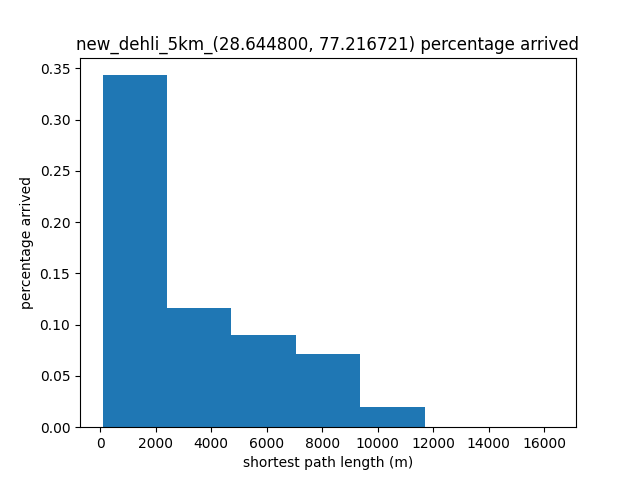 new_dehli_5km_(28.644800, 77.216721) percentage arrived
0.35
0.30
0.25
0.20
0.15
0.10
0.05
0.00
percentage arrived
0 2000 4000 6000 8000 10000 12000 14000 16000
shortest path length (m)